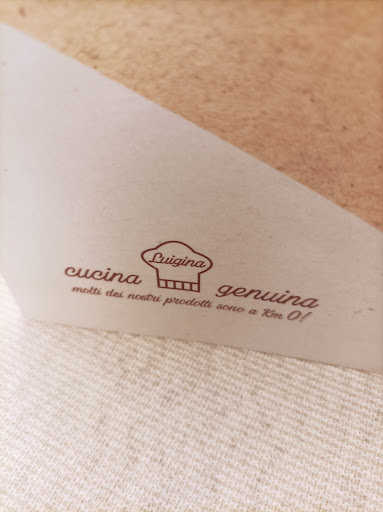 Luigina
cucina genuina
molti dei nostri prodotti sono a Km 0!